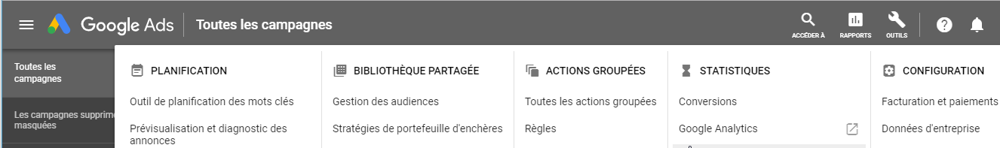 Google Ads
Toutes les campagnes
ACCÉDER À
RAPPORTS
OUTILS
Toutes les
campagnes
Les campagnes supprim
masquées
PLANIFICATION
Outil de planification des mots clés
Prévisualisation et diagnostic des
annonces
BIBLIOTHÈQUE PARTAGÉE
Gestion des audiences
Stratégies de portefeuille d'enchères
ACTIONS GROUPÉES
Toutes les actions groupées
Règles
STATISTIQUES
Conversions
Google Analytics
CONFIGURATION
Facturation et paiements
Données d'entreprise